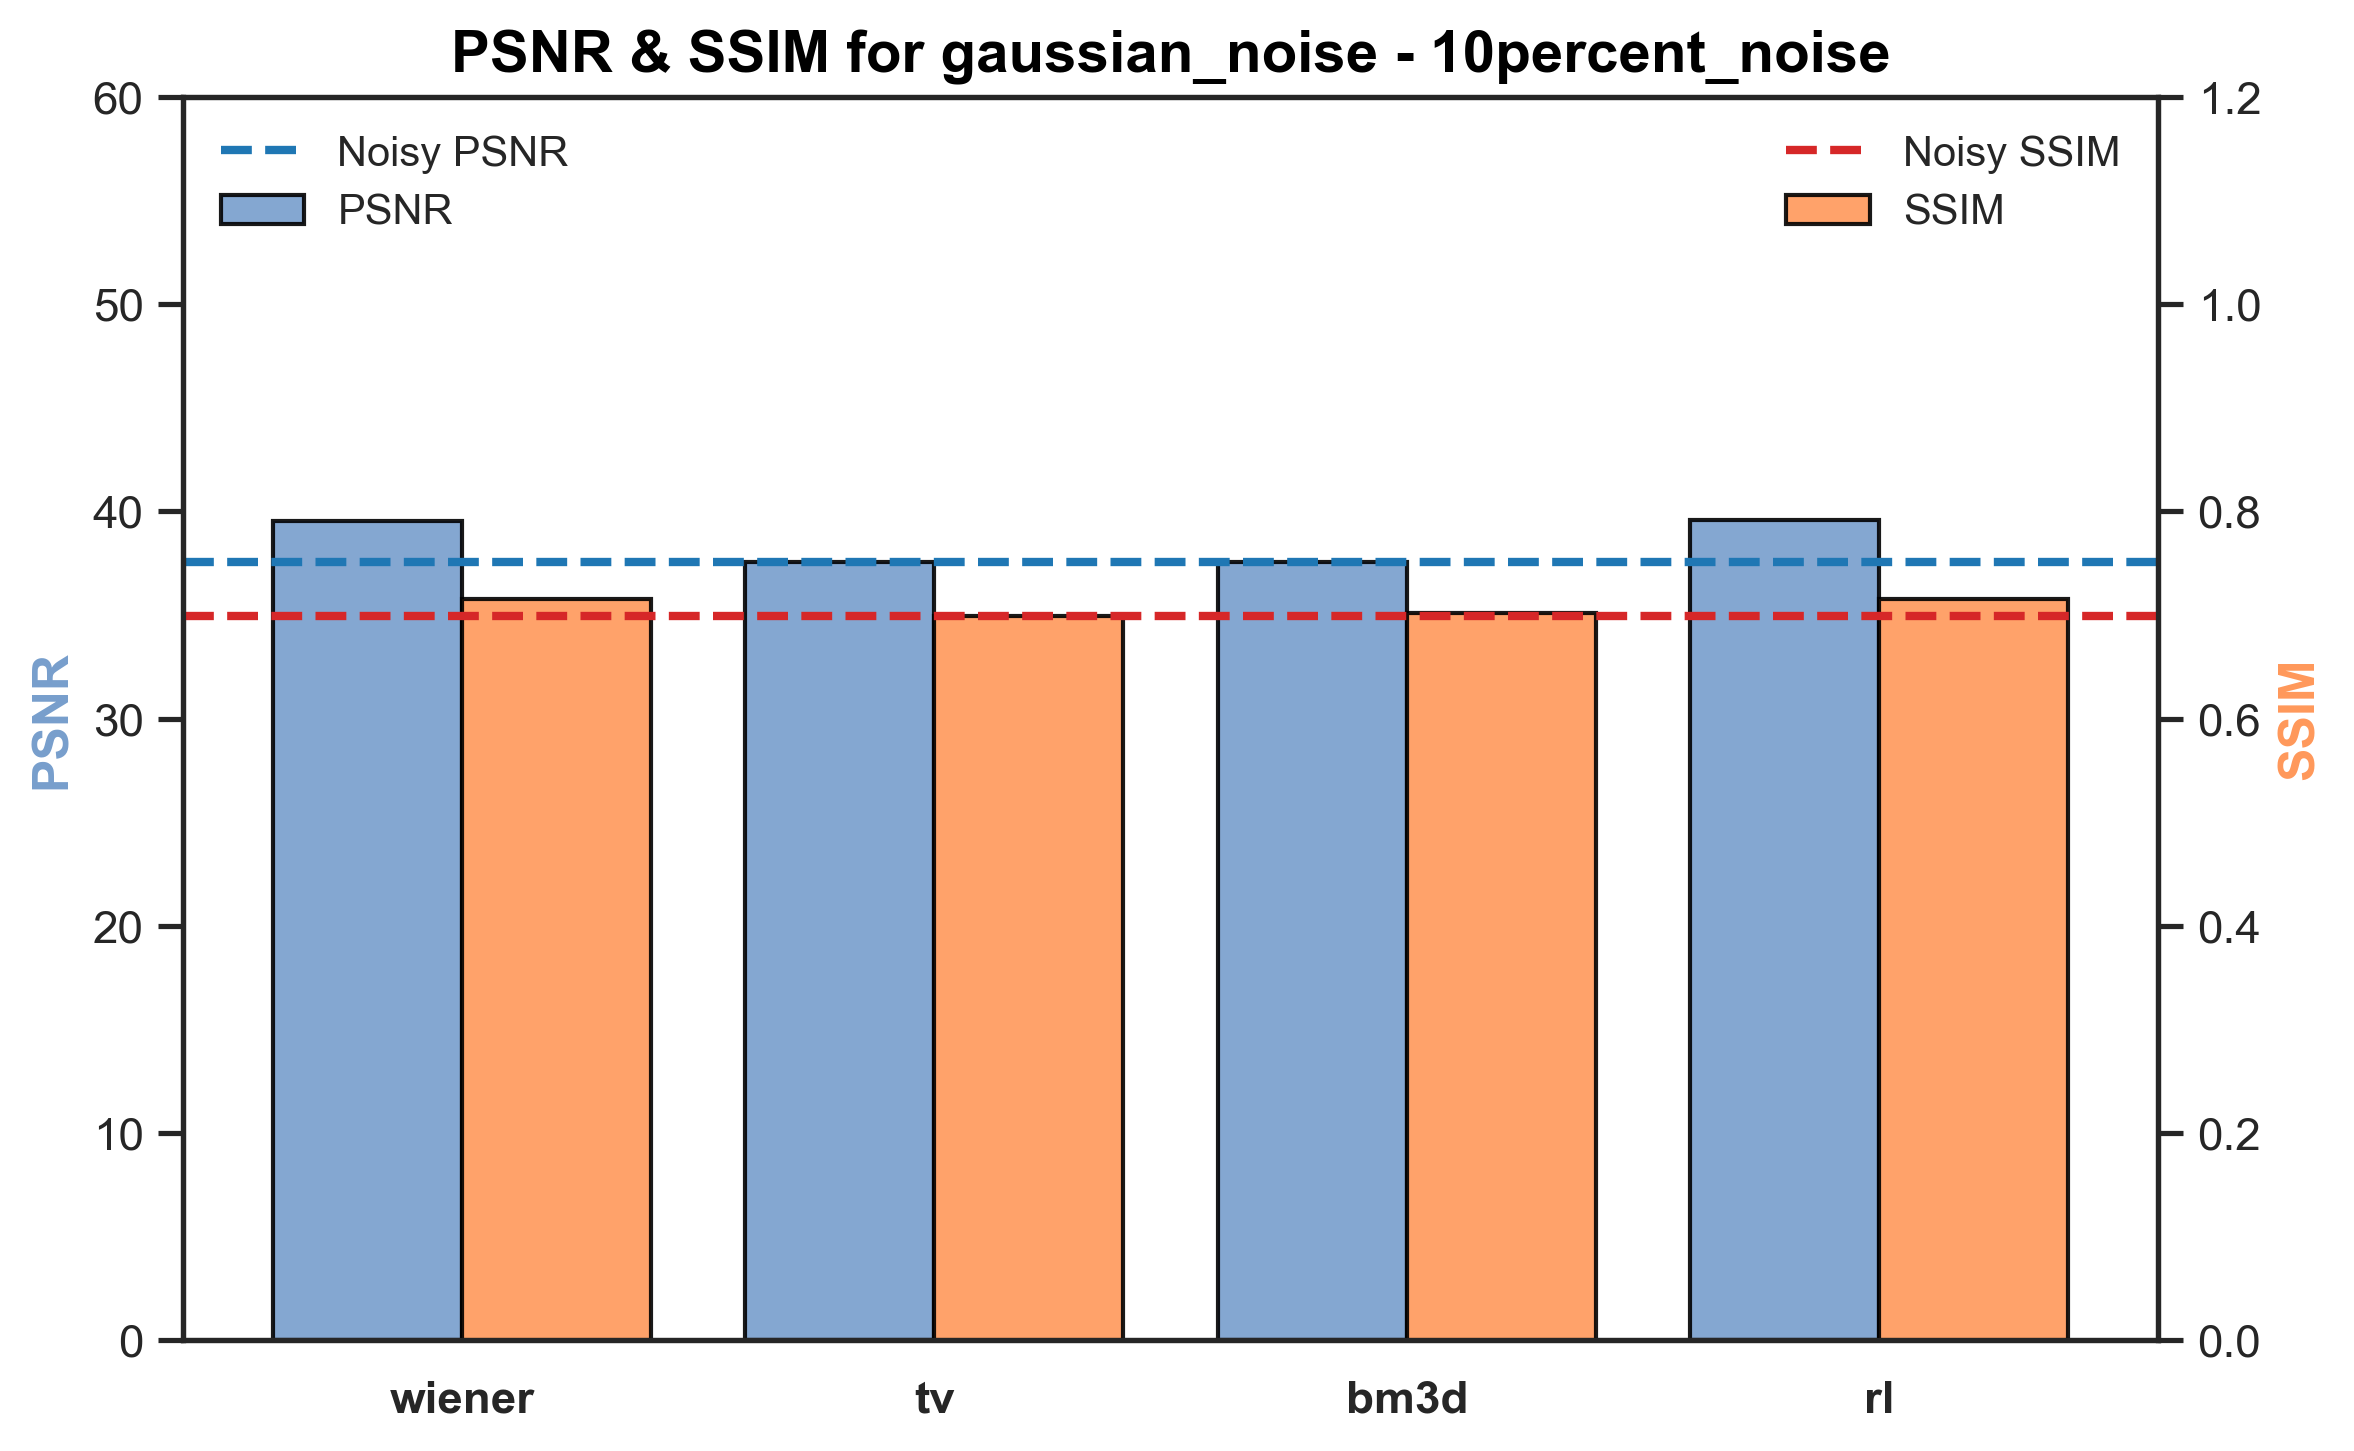 PSNR & SSIM for gaussian_noise - 10percent_noise
Noisy PSNR
PSNR
Noisy SSIM
SSIM
60
50
40
30
20
10
0
PSNR
1.2
1.0
0.8
0.6
0.4
0.2
0.0
SSIM
wiener
tv
bm3d
rl